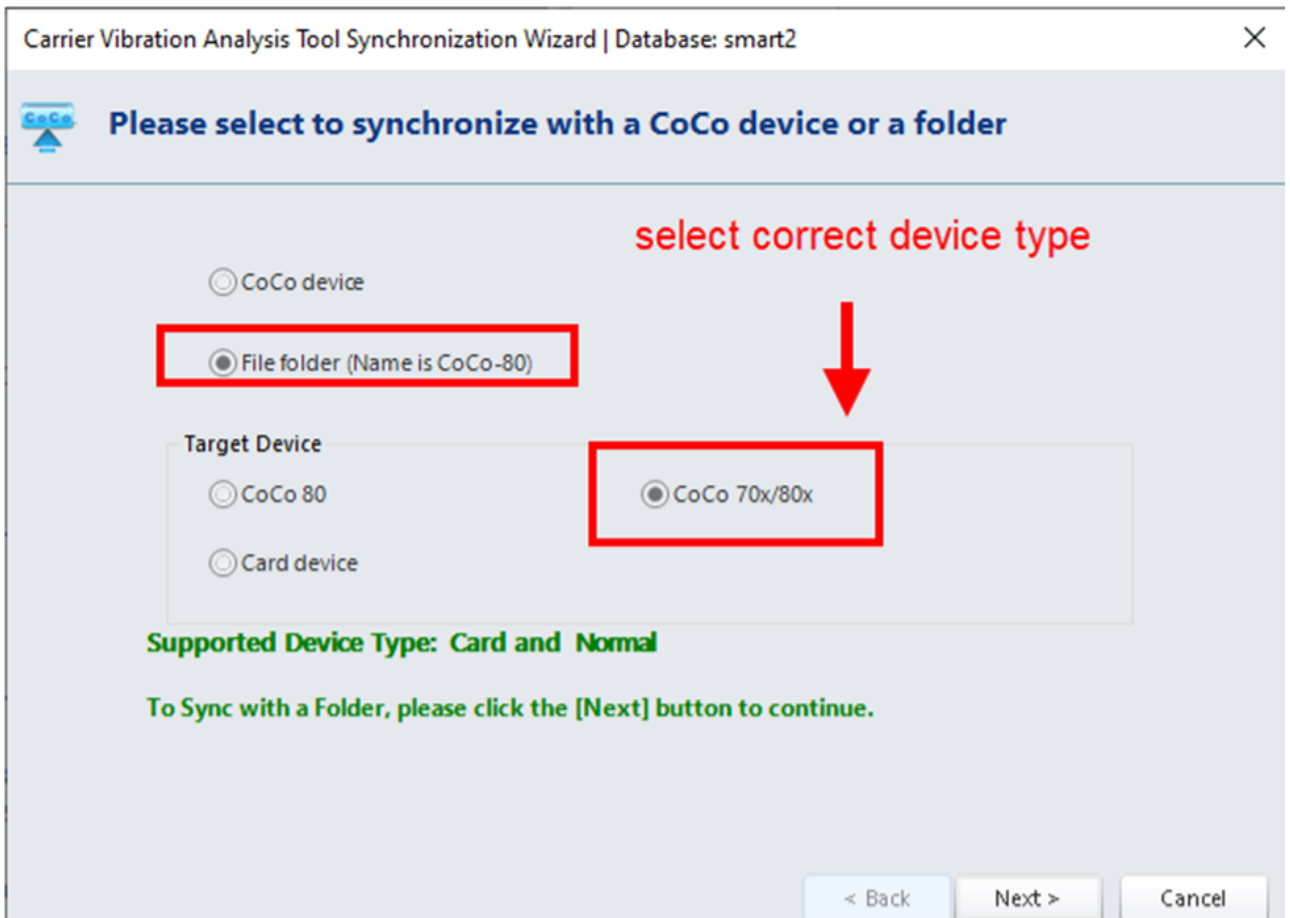 Carrier Vibration Analysis Tool Synchronization Wizard | Database: smart2
CoCo
Please select to synchronize with a CoCo device or a folder
select correct device type
CoCo device
File folder (Name is CoCo-80)
Target Device
CoCo 80
CoCo 70x/80x
Card device
Supported Device Type: Card and Normal
To Sync with a Folder, please click the [Next] button to continue.
< Back
Next >
Cancel